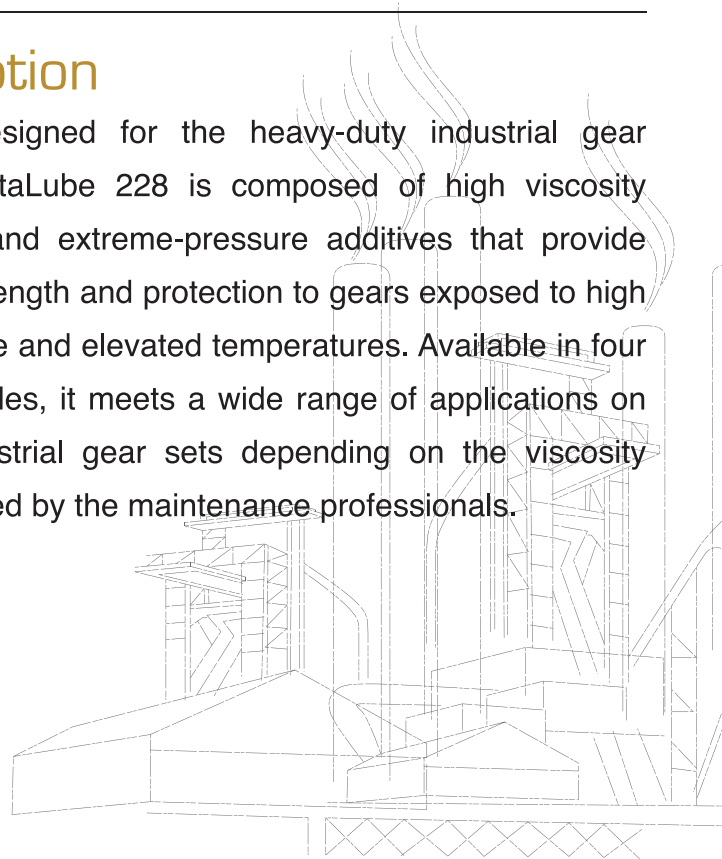 ption
esigned for the heavy-duty industrial gear
taLube 228 is composed of high viscosity
and extreme-pressure additives that provide
ength and protection to gears exposed to high
e and elevated temperatures. Available in four
les, it meets a wide range of applications on
ustrial gear sets depending on the viscosity
ed by the maintenance professionals.